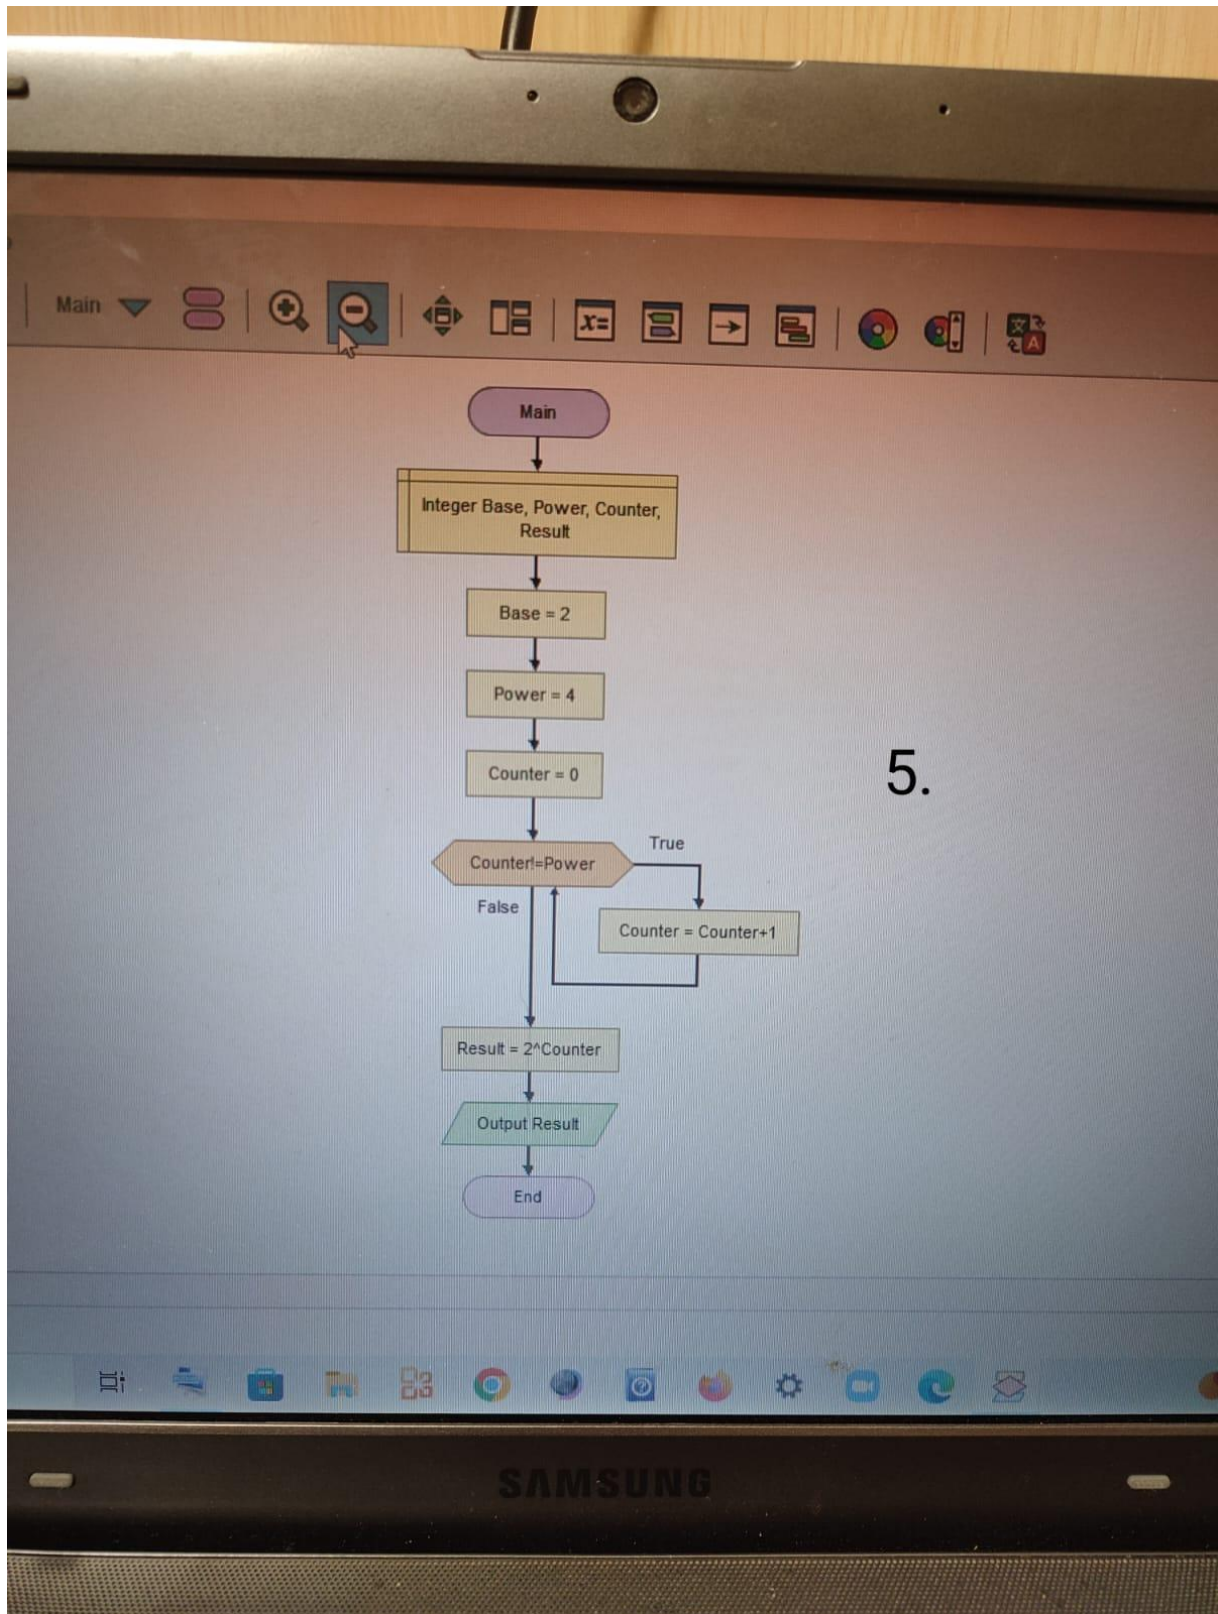 Main
x=
文
A
Main
Integer Base, Power, Counter,
Result
Base = 2
Power = 4
Counter = 0
5.
Counter!=Power
True
False
Counter = Counter+1
Result = 2^Counter
Output Result
End
SAMSUNG